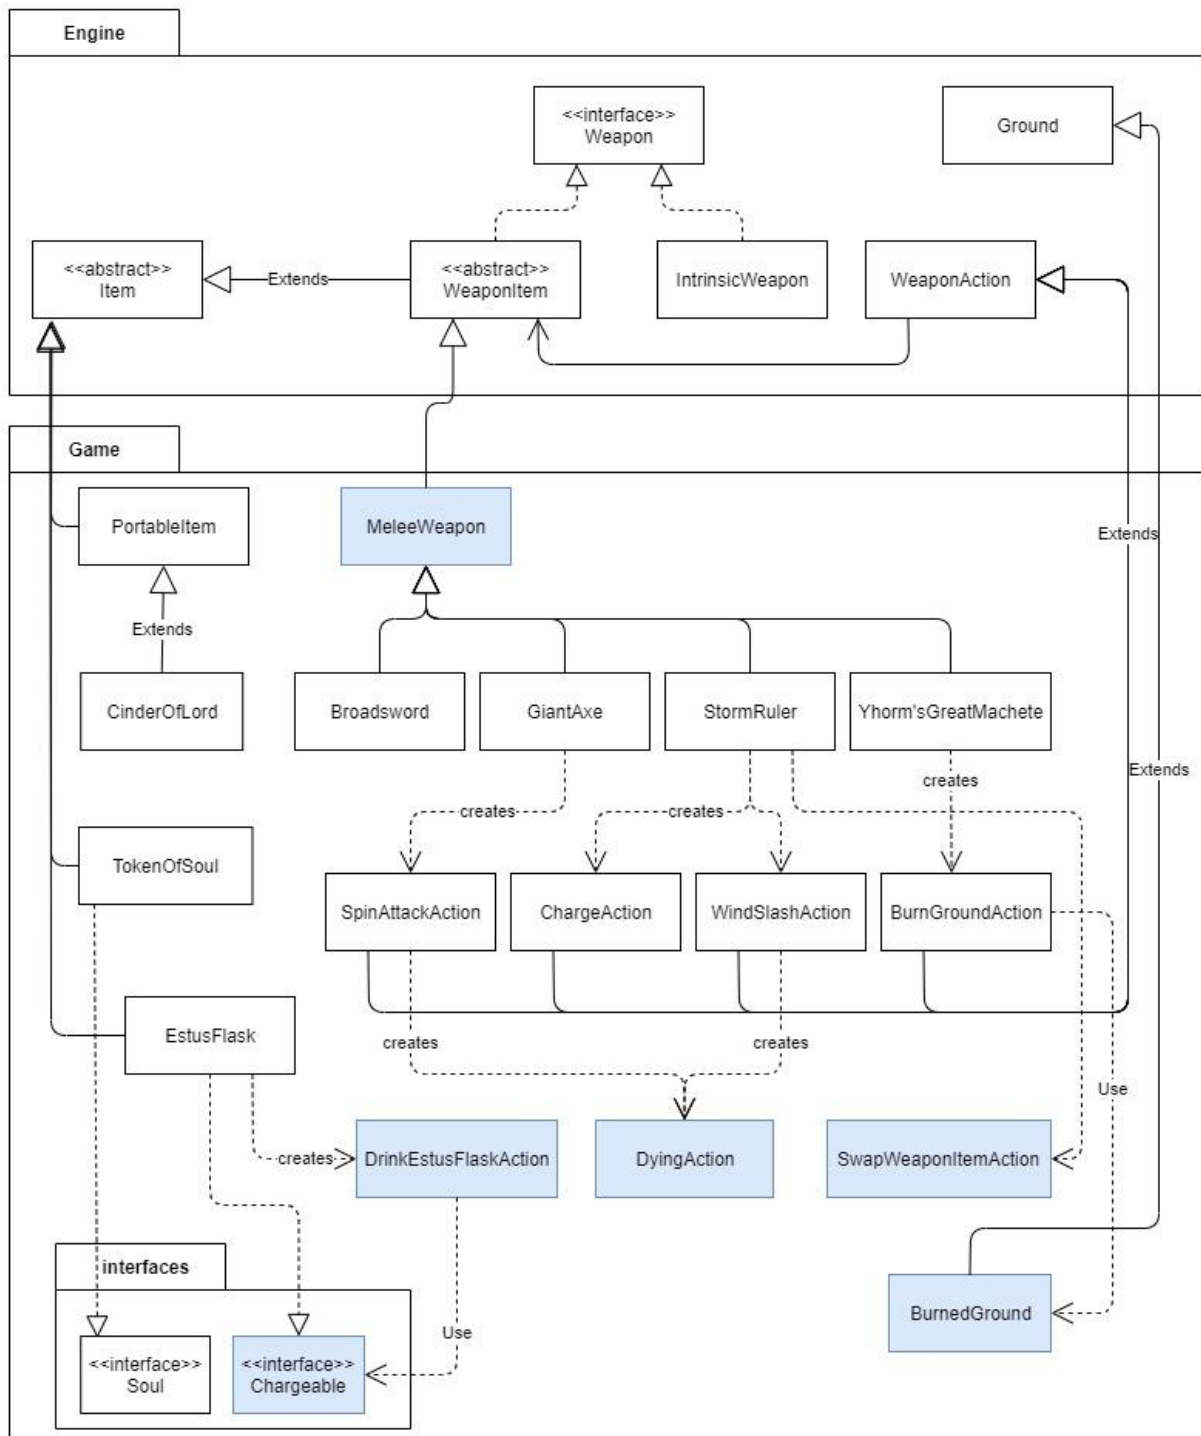 Engine
<<interface>>
Weapon
Ground
<<abstract>>
Item
Extends
<<abstract>>
WeaponItem
IntrinsicWeapon
WeaponAction
Game
PortableItem
MeleeWeapon
Extends
Extends
CinderOfLord
Broadsword
GiantAxe
StormRuler
Yhorm'sGreatMachete
Extends
creates
creates
creates
TokenOfSoul
SpinAttackAction
ChargeAction
WindSlashAction
BurnGroundAction
EstusFlask
creates
creates
Use
creates
DrinkEstusFlaskAction
DyingAction
SwapWeaponItemAction
interfaces
BurnedGround
Use
<<interface>>
Soul
<<interface>>
Chargeable